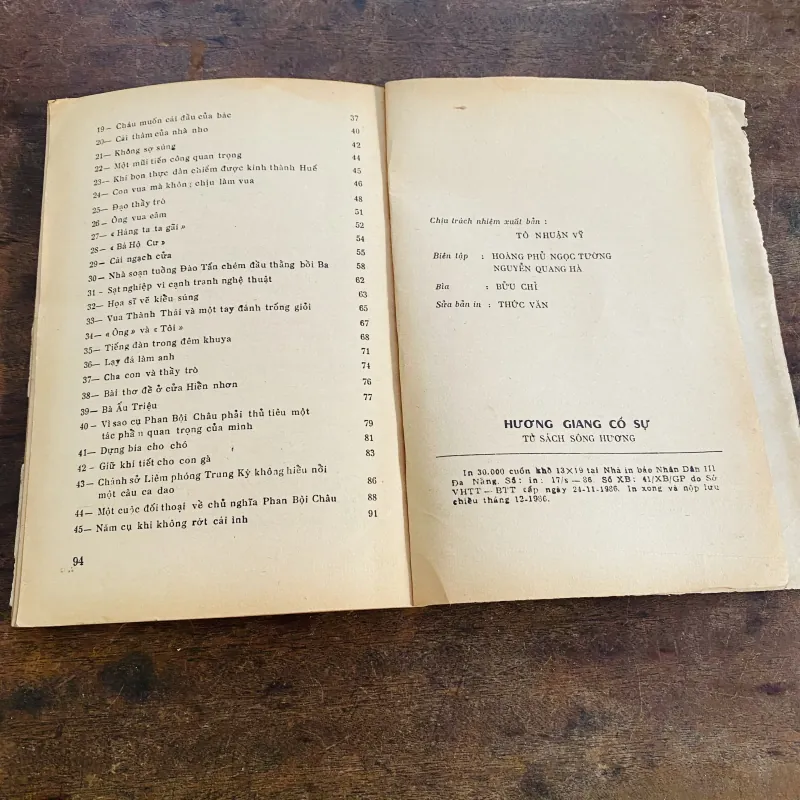 19— Cháu muốn cái đầu của bác 37
20— Cái thâm của nhà nho 40
21— Không sợ súng 42
22— Một mũi tiến công quan trọng 44
23— Khi bọn thực dân chiếm được kinh thành Huế 45
24— Con vua mà không chịu làm vua 46
25— Đạo thầy trò 48
26— Ông vua câm 51
27— « Hàng ta ta gãi » 52
28— « Bá Hộ Cư » 54
29— Cái ngạch cửa 55
30— Nhà soạn tuồng Đào Tấn chém đầu thằng bồi Ba 58
31 - Sạt nghiệp vì cạnh tranh nghệ thuật 62
32— Họa sĩ vẽ kiểu súng 63
33— Vua Thành Thái và một tay đánh trống giỏi 65
34— « Ông » và « Tôi » 67
35— Tiếng đàn trong đêm khuya 68
36— Lạy đá làm anh 71
37— Cha con và thầy trò 74
38— Bài thơ đề ở cửa Hiền nhơn 76
39— Bà Ấu Triệu 77
40 - Vì sao cụ Phan Bội Châu phải thủ tiêu một
tác phẩn quan trọng của mình 79
41— Dựng bia cho chó 81
42 - Giữ khí tiết cho con gà 83
43— Chánh sở Liêm phóng Trung Kỳ không hiểu nồi
một câu ca dao 86
44— Một cuộc đối thoại về chủ nghĩa Phan Bội Châu 88
45— Năm cụ khi không rớt cái ình 91
94
Chịu trách nhiệm xuất bản :
TÔ NHUẬN VỸ
Biên tập : HOÀNG PHỦ NGỌC TƯỜNG
NGUYỄN QUANG HÀ
Bìa : BỬU CHỈ
Sửa bản in : THỨC VĂN
HƯƠNG GIANG CỐ SỰ
TỦ SÁCH SÔNG HƯƠNG
In 30.000 cuốn khổ 13×19 tại Nhà in báo Nhân Dân III
Đa Nẵng. Số: in: 17/s — 86. Số XB: 41/XB/GP do Sở
VHTT — BTT cấp ngày 24-11-1986. In xong và nộp lưu
chiểu tháng 12-1986.